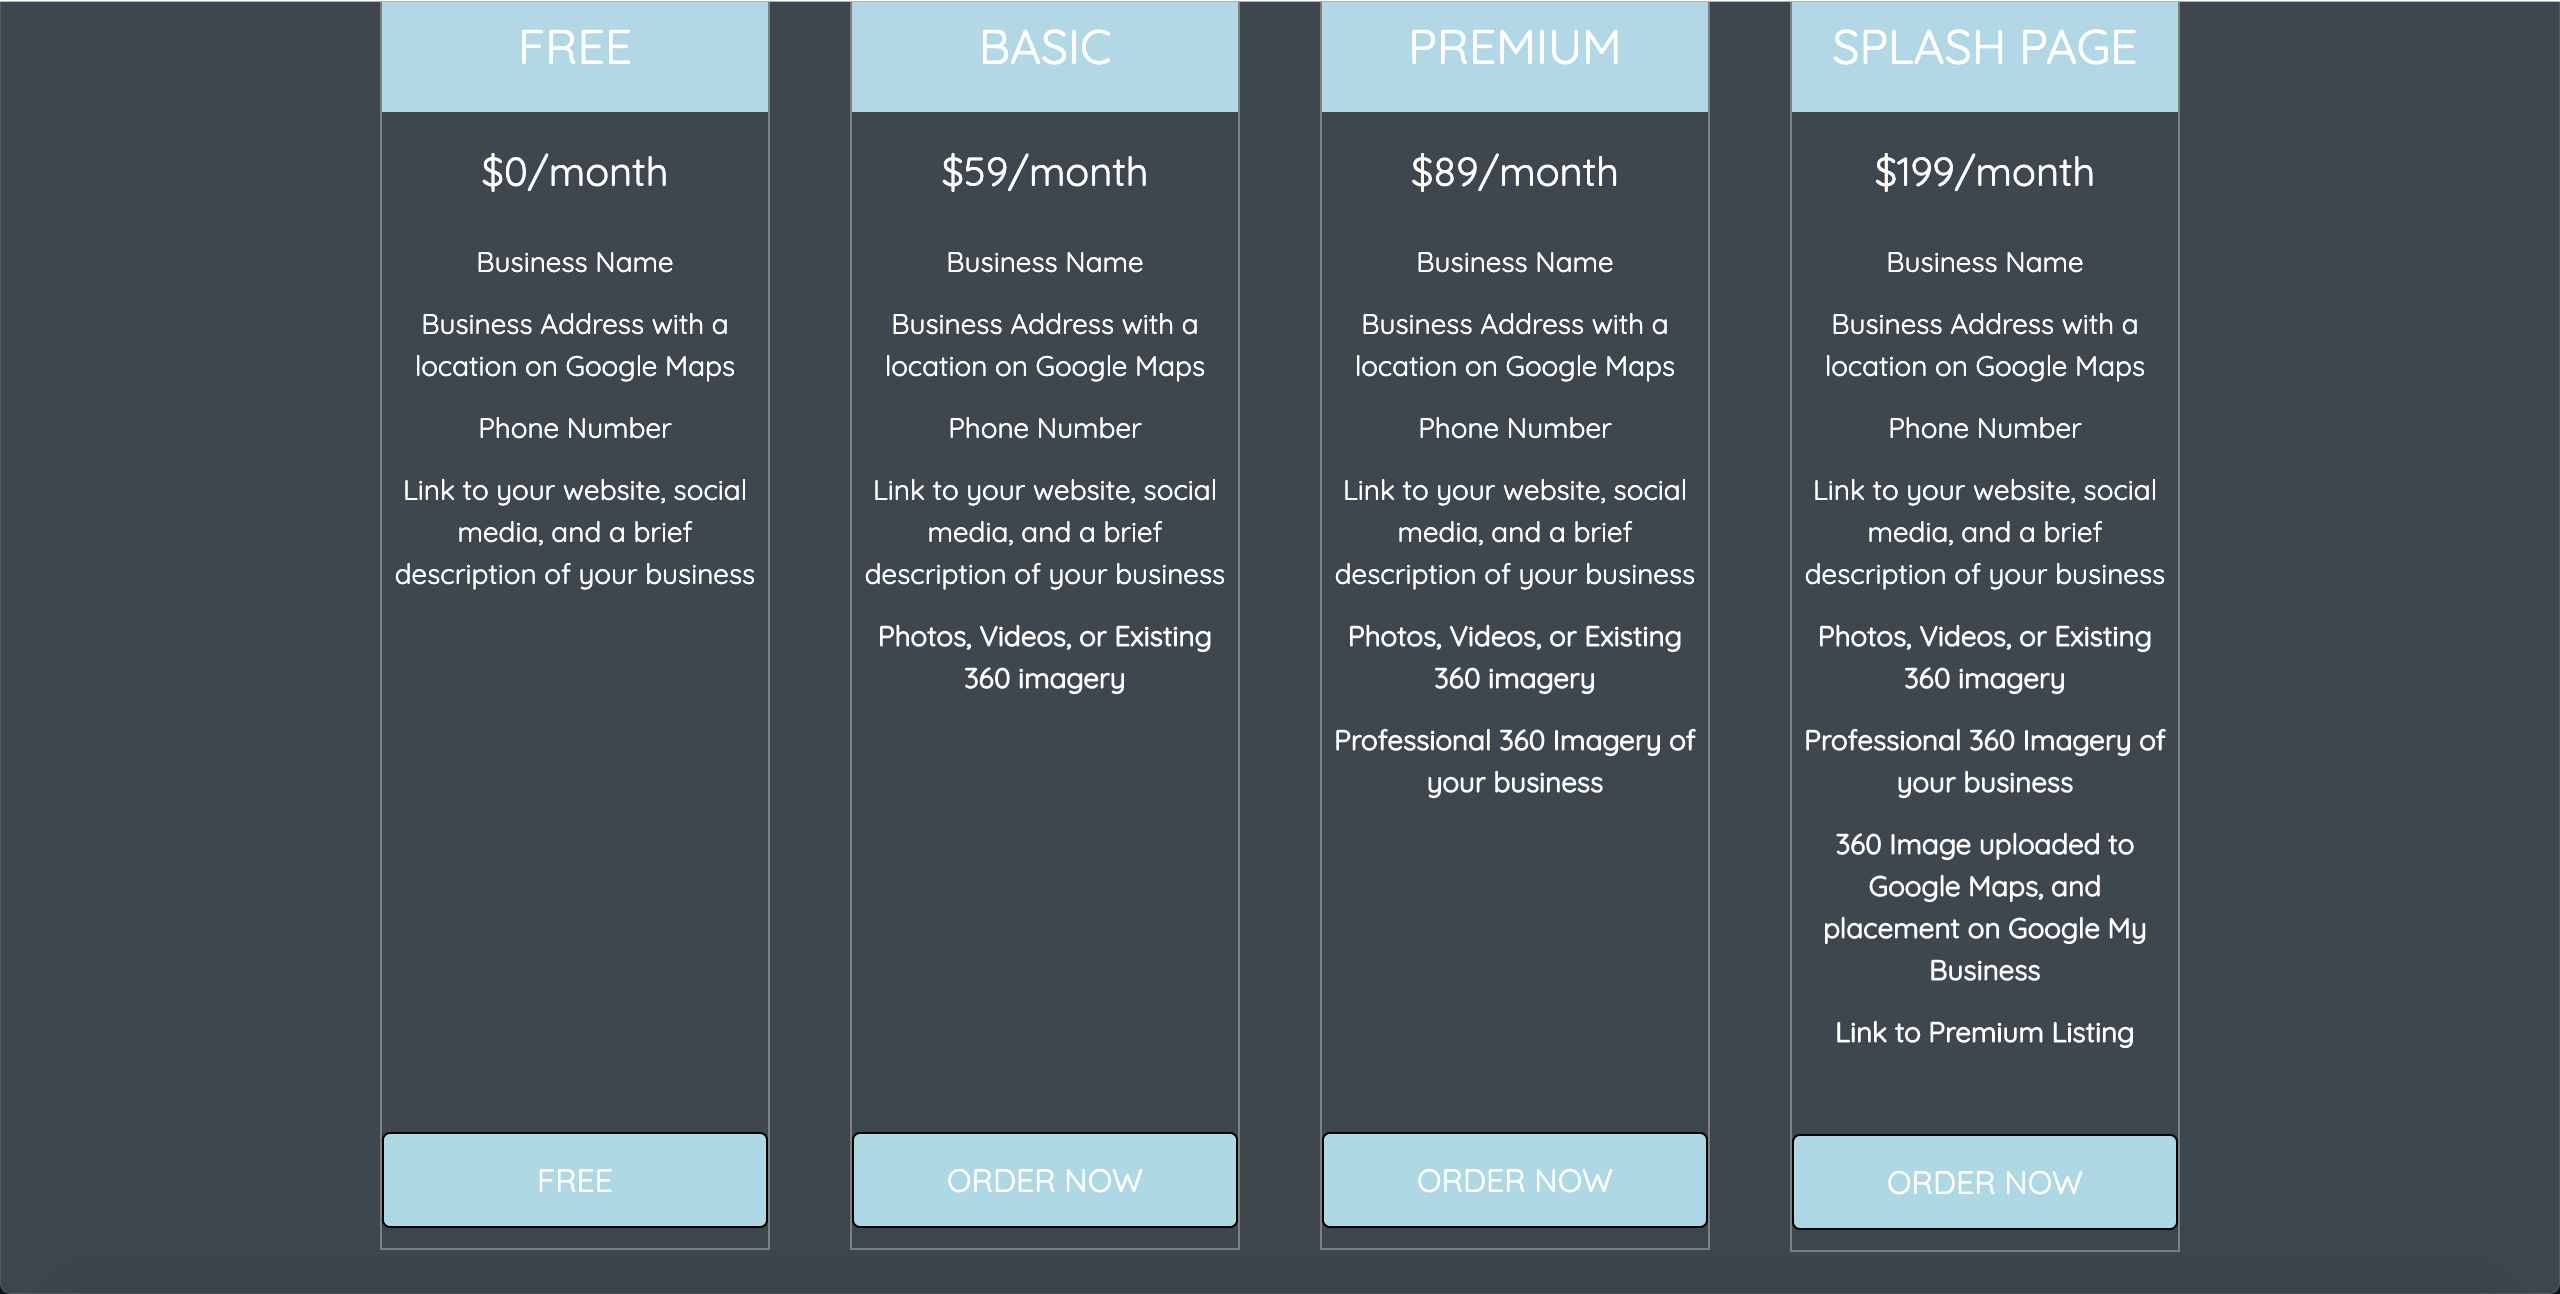 FREE
$0/month
Business Name
Business Address with a
location on Google Maps
Phone Number
Link to your website, social
media, and a brief
description of your business
FREE
BASIC
$59/month
Business Name
Business Address with a
location on Google Maps
Phone Number
Link to your website, social
media, and a brief
description of your business
Photos, Videos, or Existing
360 imagery
ORDER NOW
PREMIUM
$89/month
Business Name
Business Address with a
location on Google Maps
Phone Number
Link to your website, social
media, and a brief
description of your business
Photos, Videos, or Existing
360 imagery
Professional 360 Imagery of
your business
ORDER NOW
SPLASH PAGE
$199/month
Business Name
Business Address with a
location on Google Maps
Phone Number
Link to your website, social
media, and a brief
description of your business
Photos, Videos, or Existing
360 imagery
Professional 360 Imagery of
your business
360 Image uploaded to
Google Maps, and
placement on Google My
Business
Link to Premium Listing
ORDER NOW